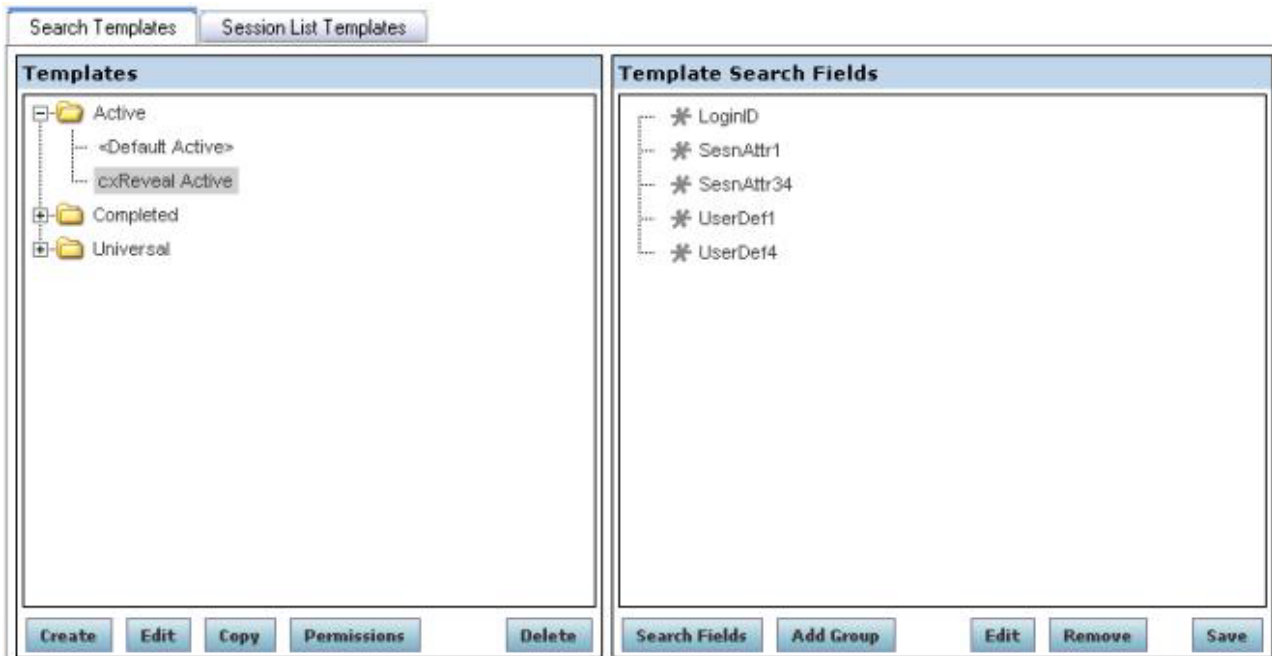 Search Templates
Session List Templates
Templates
Active
<Default Active>
cxReveal Active
Completed
Universal
Create
Edit
Copy
Permissions
Delete
Template Search Fields
LoginID
SesnAttr1
SesnAttr34
UserDef1
UserDef4
Search Fields
Add Group
Edit
Remove
Save